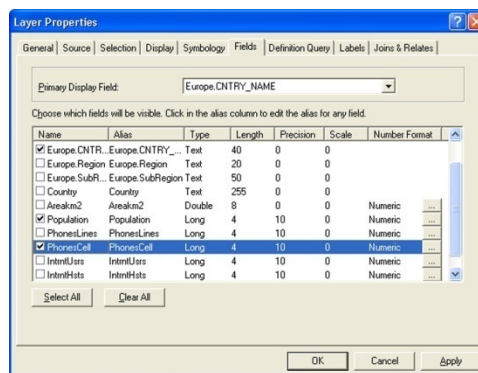 Layer Properties
General Source Selection Display Symbology Fields Definition Query Labels Joins & Relates
Primary Display Field: Europe.CNTRY_NAME
Choose which fields will be visible. Click in the alias column to edit the alias for any field.
Name Alias Type Length Precision Scale Number Format
Europe.CNTR... Europe.CNTRY_... Text 40 0 0
Europe.Region Europe.Region Text 20 0 0
Europe.SubR... Europe.SubRegion Text 50 0 0
Country Country Text 255 0 0
Areakm2 Areakm2 Double 8 0 0 Numeric ...
Population Population Long 4 10 0 Numeric ...
PhonesLines PhonesLines Long 4 10 0 Numeric ...
PhonesCell PhonesCell Long 4 10 0 Numeric ...
IntrntUsrs IntrntUsrs Long 4 10 0 Numeric ...
IntrntHsts IntrntHsts Long 4 10 0 Numeric ...
Select All Clear All
OK Cancel Apply